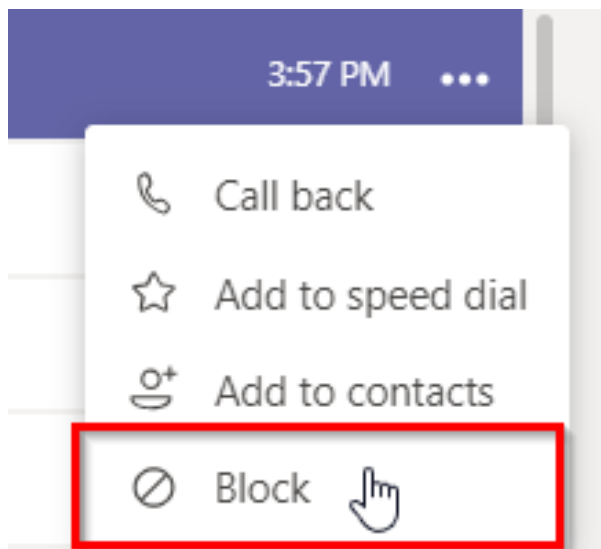 3:57 PM
Call back
Add to speed dial
Add to contacts
Block